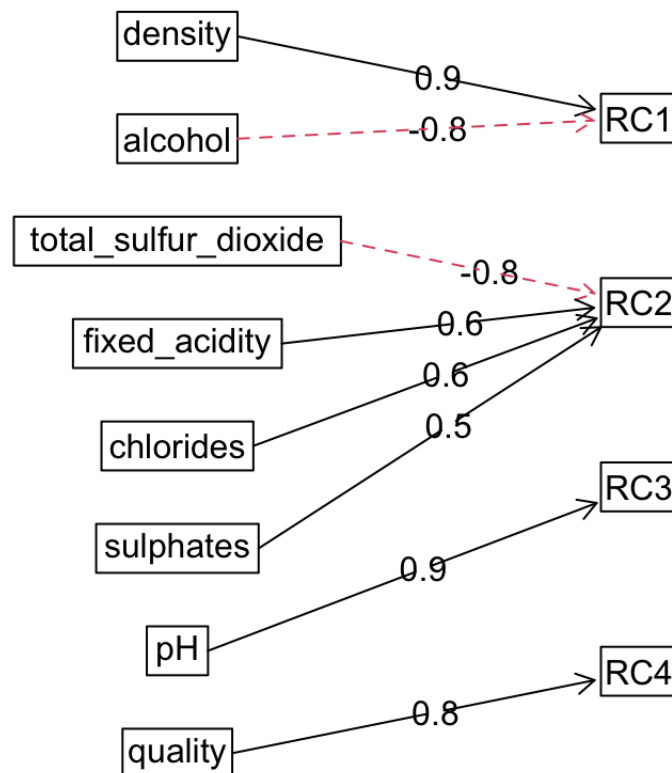 density
0.9
RC1
alcohol
-0.8
total_sulfur_dioxide
-0.8
RC2
fixed_acidity
0.6
0.6
chlorides
0.5
RC3
sulphates
0.9
pH
RC4
0.8
quality